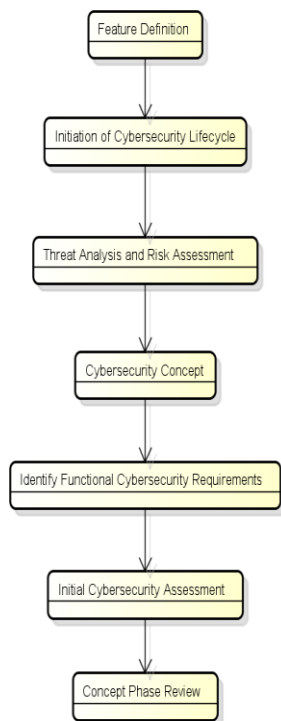 Feature Definition
Initiation of Cybersecurity Lifecycle
Threat Analysis and Risk Assessment
Cybersecurity Concept
Identify Functional Cybersecurity Requirements
Initial Cybersecurity Assessment
Concept Phase Review